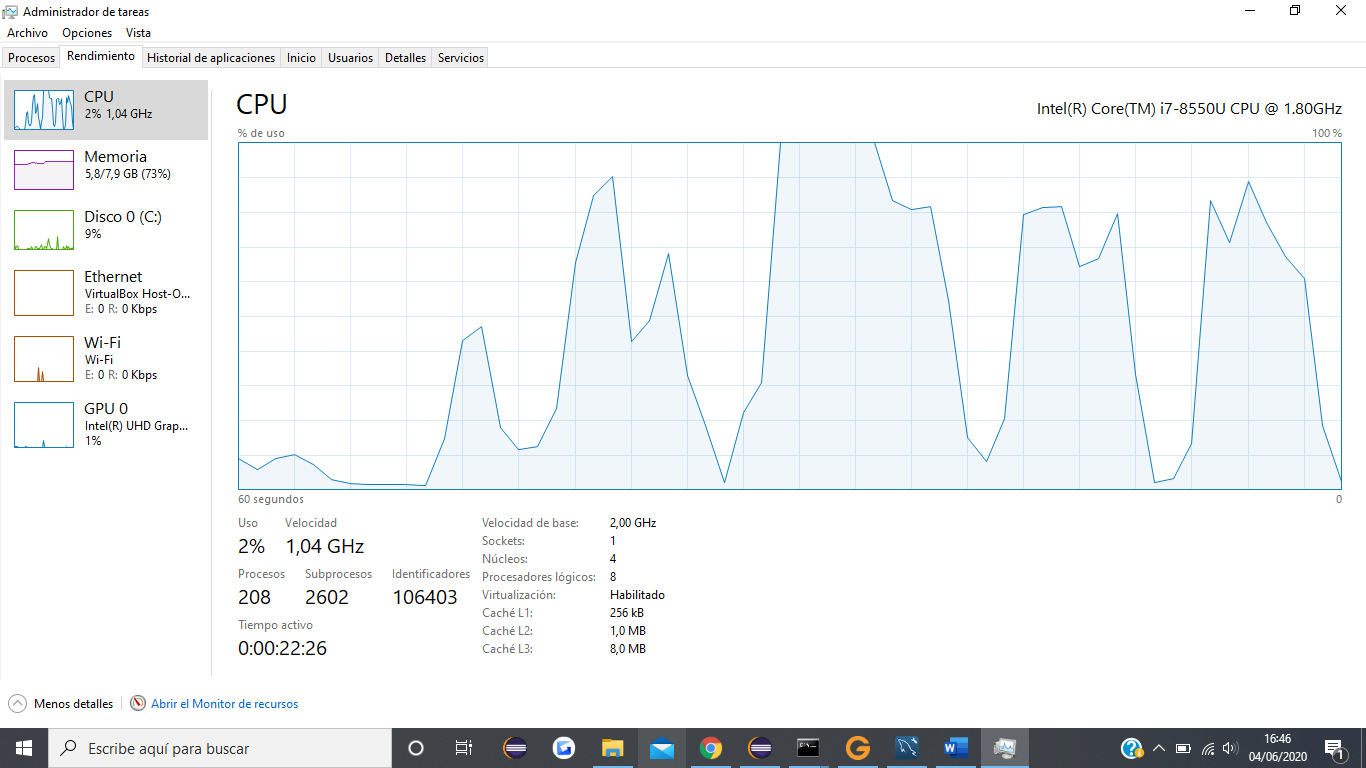 Administrador de tareas
Archivo Opciones Vista
Procesos Rendimiento Historial de aplicaciones Inicio Usuarios Detalles Servicios
CPU
2% 1,04 GHz
Memoria
5,8/7,9 GB (73%)
Disco 0 (C:)
9%
Ethernet
VirtualBox Host-O...
E: 0 R: 0 Kbps
Wi-Fi
Wi-Fi
E: 0 R: 0 Kbps
GPU 0
Intel(R) UHD Grap...
1%
CPU
Intel(R) Core(TM) i7-8550U CPU @ 1.80GHz
% de uso 100 %
60 segundos 0
Uso Velocidad
2% 1,04 GHz
Procesos Subprocesos Identificadores
208 2602 106403
Tiempo activo
0:00:22:26
Velocidad de base: 2,00 GHz
Sockets: 1
Núcleos: 4
Procesadores lógicos: 8
Virtualización: Habilitado
Caché L1: 256 kB
Caché L2: 1,0 MB
Caché L3: 8,0 MB
Menos detalles Abrir el Monitor de recursos
Escribe aquí para buscar
16:46
04/06/2020
1